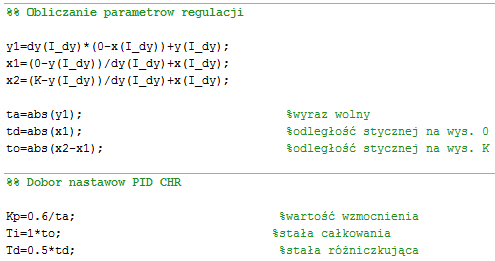 %% Obliczanie parametrow regulacji
y1=dy(I_dy)*(0-x(I_dy))+y(I_dy);
x1=(0-y(I_dy))/dy(I_dy)+x(I_dy);
x2=(K-y(I_dy))/dy(I_dy)+x(I_dy);
ta=abs(y1); %wyraz wolny
td=abs(x1); %odległość stycznej na wys. 0
to=abs(x2-x1); %odległość stycznej na wys. K
%% Dobor nastawow PID CHR
Kp=0.6/ta; %wartość wzmocnienia
Ti=1*to; %stała całkowania
Td=0.5*td; %stała różniczkująca